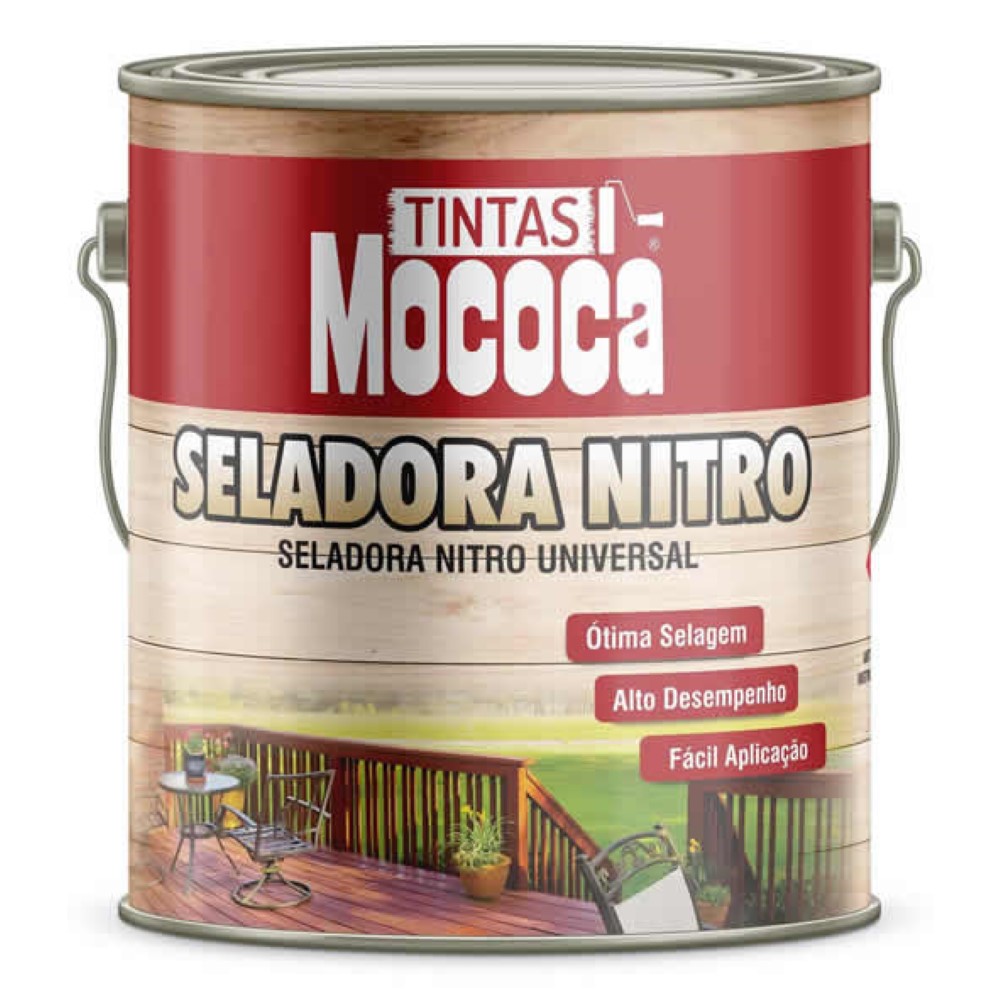 TINTAS
Mococa
®
SELADORA NITRO
SELADORA NITRO UNIVERSAL
Ótima Selagem
Alto Desempenho
Fácil Aplicação